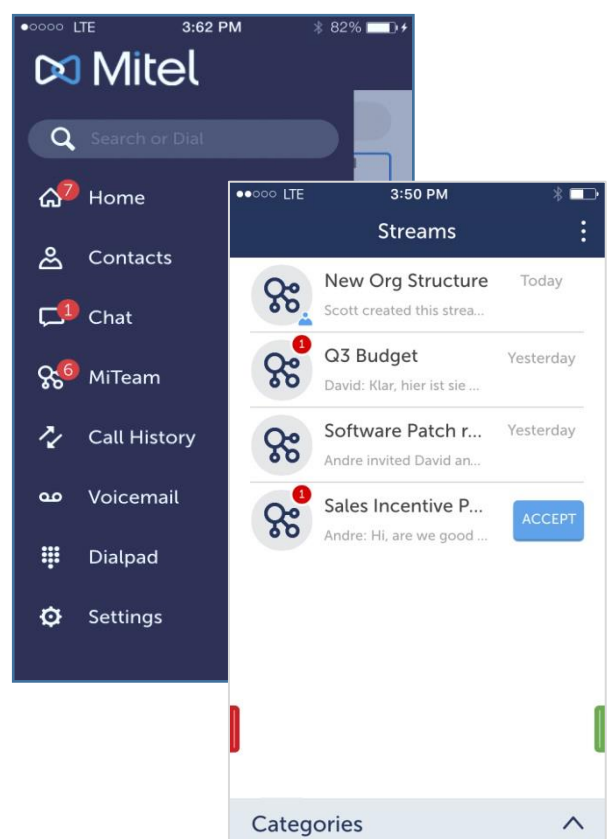 LTE 3:62 PM 82%
Mitel
Search or Dial
7
Home
Contacts
1
Chat
6
MiTeam
Call History
Voicemail
Dialpad
Settings
LTE 3:50 PM
Streams
New Org Structure Today
Scott created this strea...
1
Q3 Budget Yesterday
David: Klar, hier ist sie ...
Software Patch r... Yesterday
Andre invited David an...
1
Sales Incentive P...
ACCEPT
Andre: Hi, are we good ...
Categories